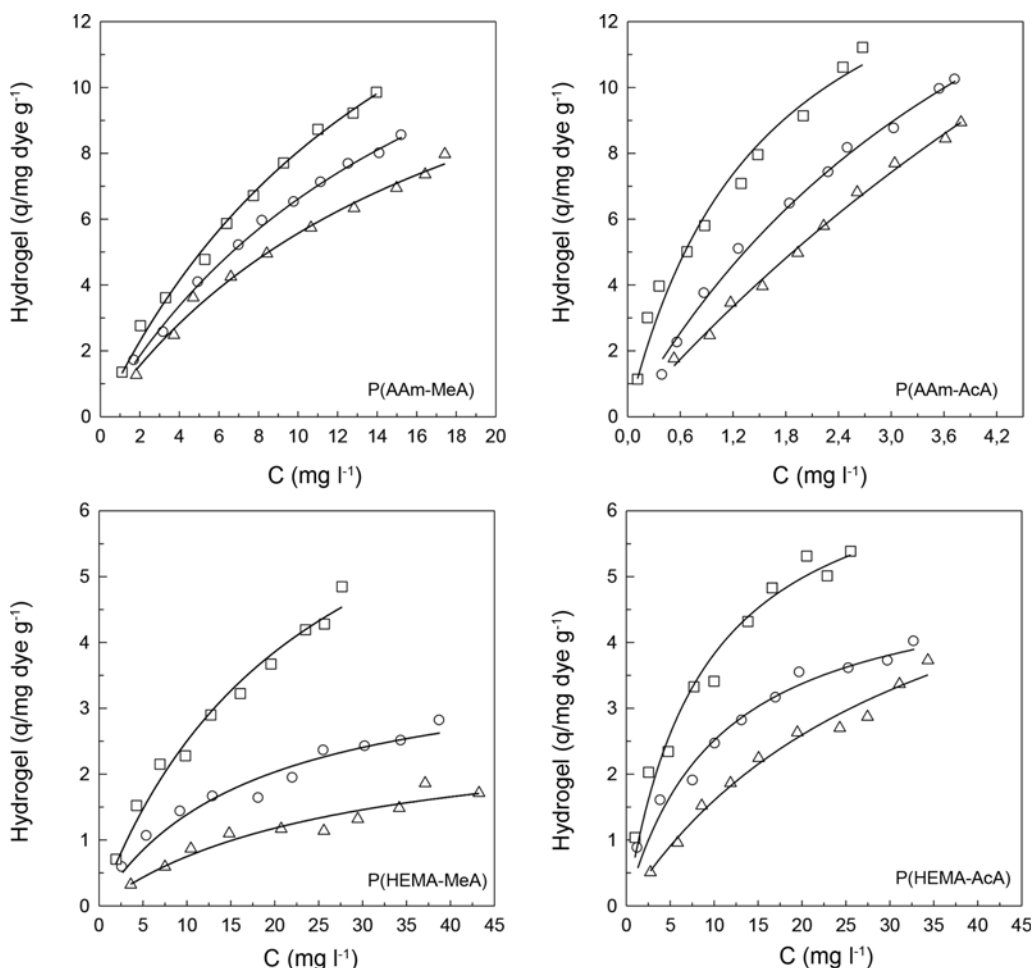 12
10
8
6
4
2
0
Hydrogel (q/mg dye g⁻¹)
P(AAm-MeA)
0 2 4 6 8 10 12 14 16 18 20
C (mg l⁻¹)
12
10
8
6
4
2
0
Hydrogel (q/mg dye g⁻¹)
P(AAm-AcA)
0,0 0,6 1,2 1,8 2,4 3,0 3,6 4,2
C (mg l⁻¹)
6
5
4
3
2
1
0
Hydrogel (q/mg dye g⁻¹)
P(HEMA-MeA)
0 5 10 15 20 25 30 35 40 45
C (mg l⁻¹)
6
5
4
3
2
1
0
Hydrogel (q/mg dye g⁻¹)
P(HEMA-AcA)
0 5 10 15 20 25 30 35 40 45
C (mg l⁻¹)